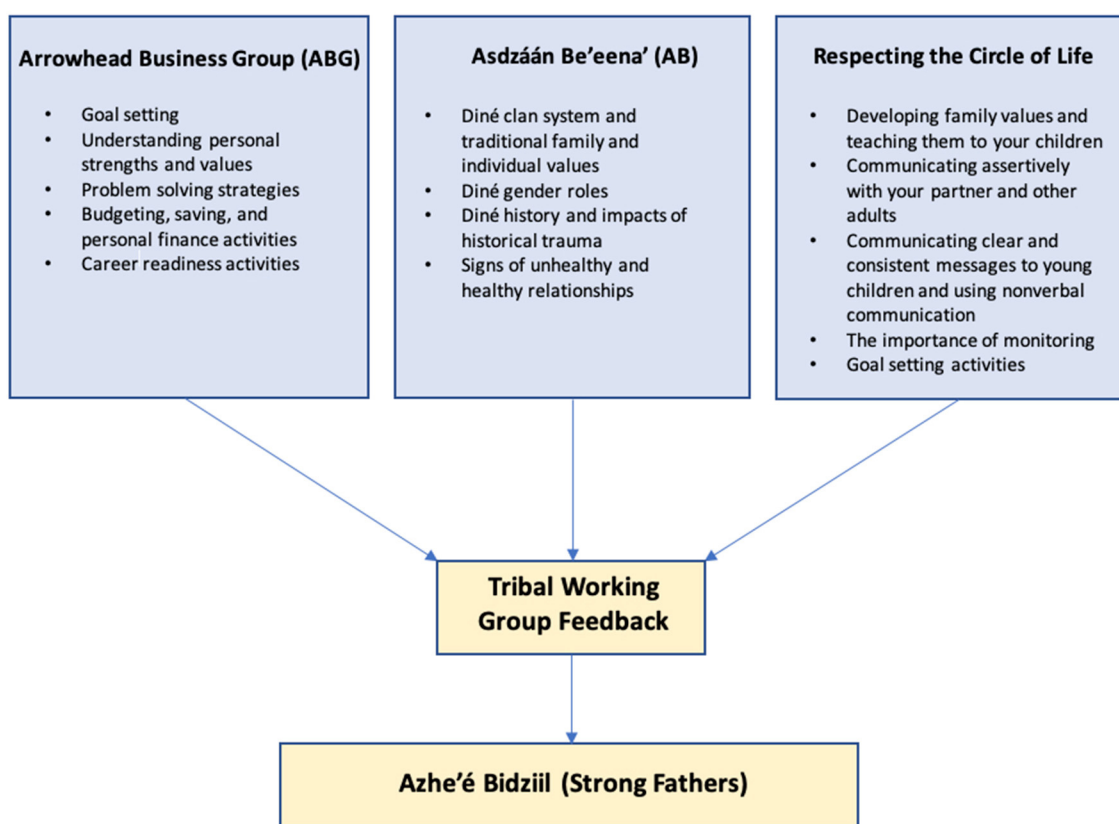 Arrowhead Business Group (ABG)
• Goal setting
• Understanding personal
strengths and values
• Problem solving strategies
• Budgeting, saving, and
personal finance activities
• Career readiness activities
Asdzáán Be’eena’ (AB)
• Diné clan system and
traditional family and
individual values
• Diné gender roles
• Diné history and impacts of
historical trauma
• Signs of unhealthy and
healthy relationships
Respecting the Circle of Life
• Developing family values and
teaching them to your children
• Communicating assertively
with your partner and other
adults
• Communicating clear and
consistent messages to young
children and using nonverbal
communication
• The importance of monitoring
• Goal setting activities
Tribal Working
Group Feedback
Azhe’é Bidziil (Strong Fathers)